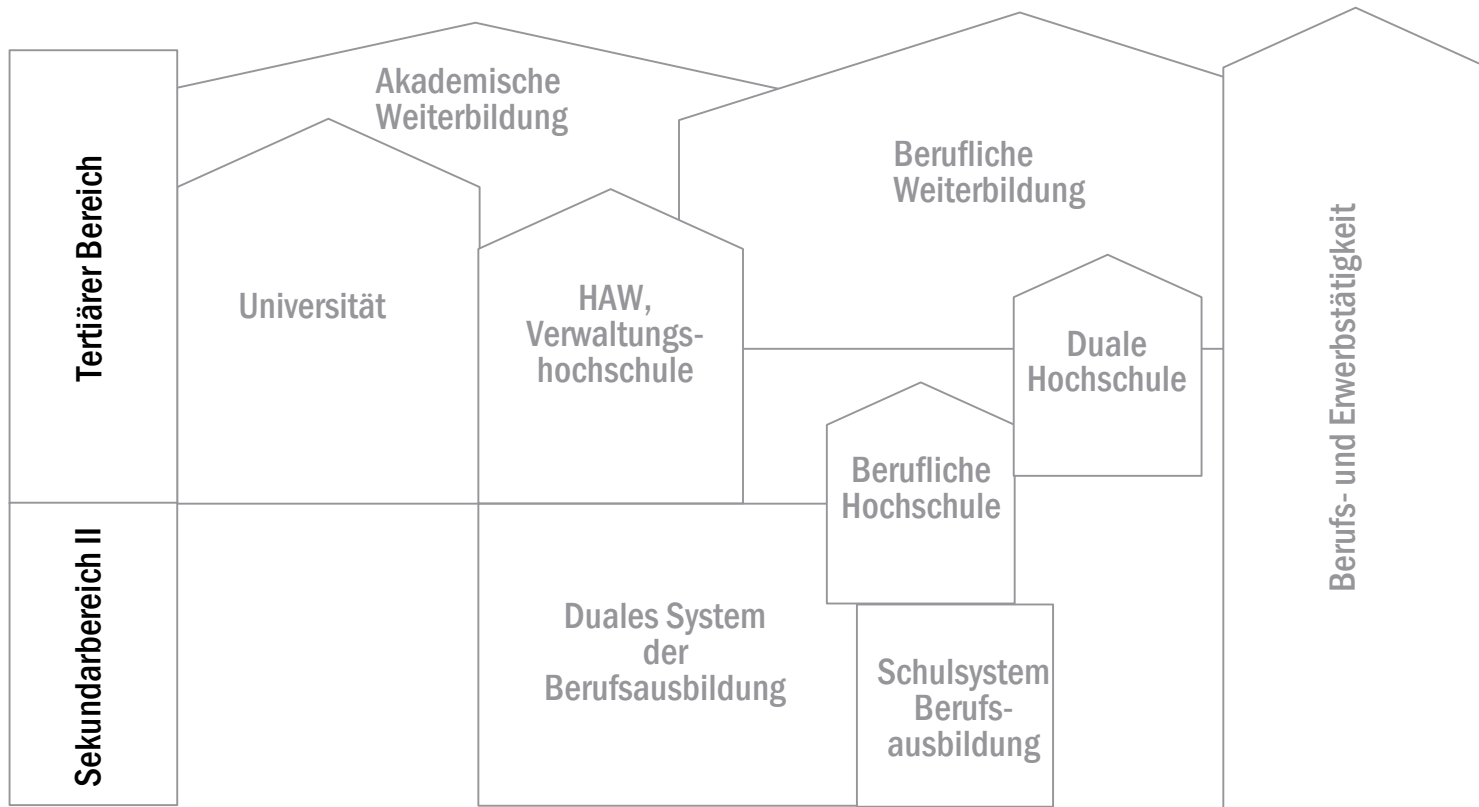 Tertiärer Bereich
Sekundarbereich II
Akademische
Weiterbildung
Berufliche
Weiterbildung
Universität
HAW,
Verwaltungs-
hochschule
Duale
Hochschule
Berufliche
Hochschule
Duales System
der
Berufsausbildung
Schulsystem
Berufs-
ausbildung
Berufs- und Erwerbstätigkeit